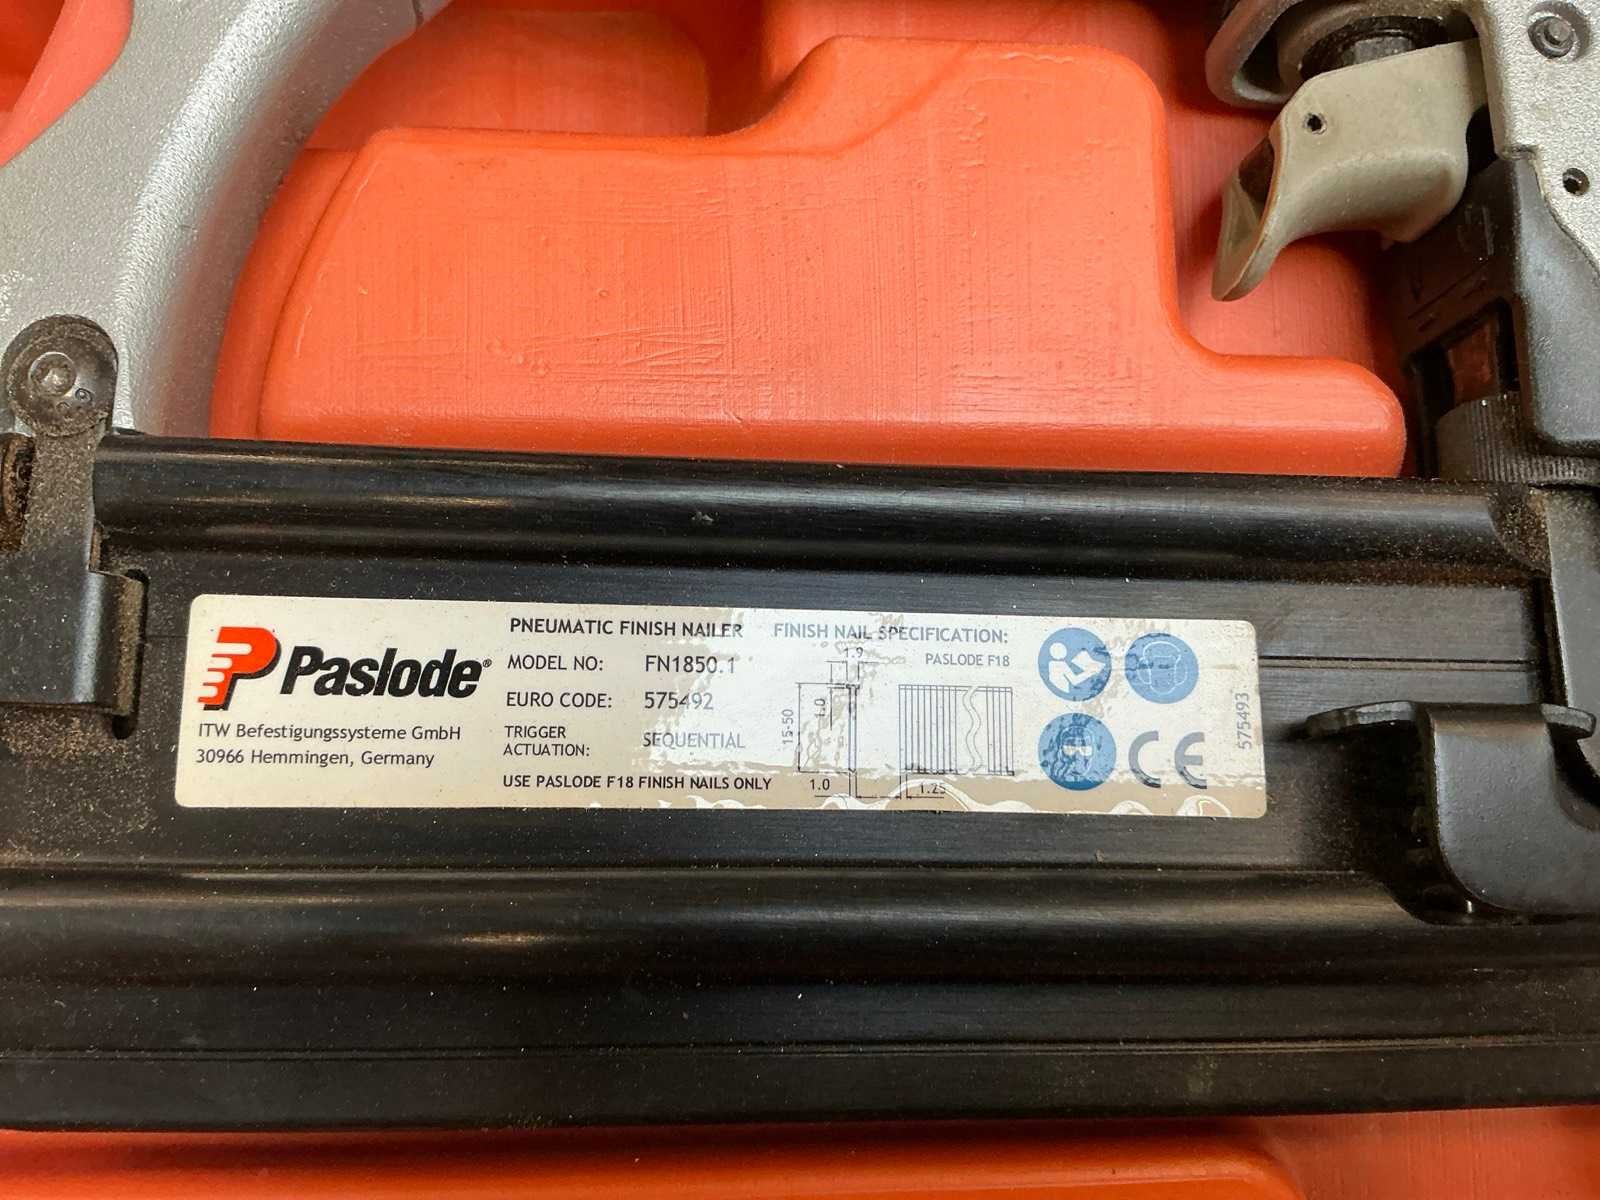 Paslode®
ITW Befestigungssysteme GmbH
30966 Hemmingen, Germany
PNEUMATIC FINISH NAILER
MODEL NO: FN1850.1
EURO CODE: 575492
TRIGGER ACTUATION: SEQUENTIAL
USE PASLODE F18 FINISH NAILS ONLY
FINISH NAIL SPECIFICATION:
PASLODE F18
1.9
1.0
15-50
1.0
1.25
CE
575493